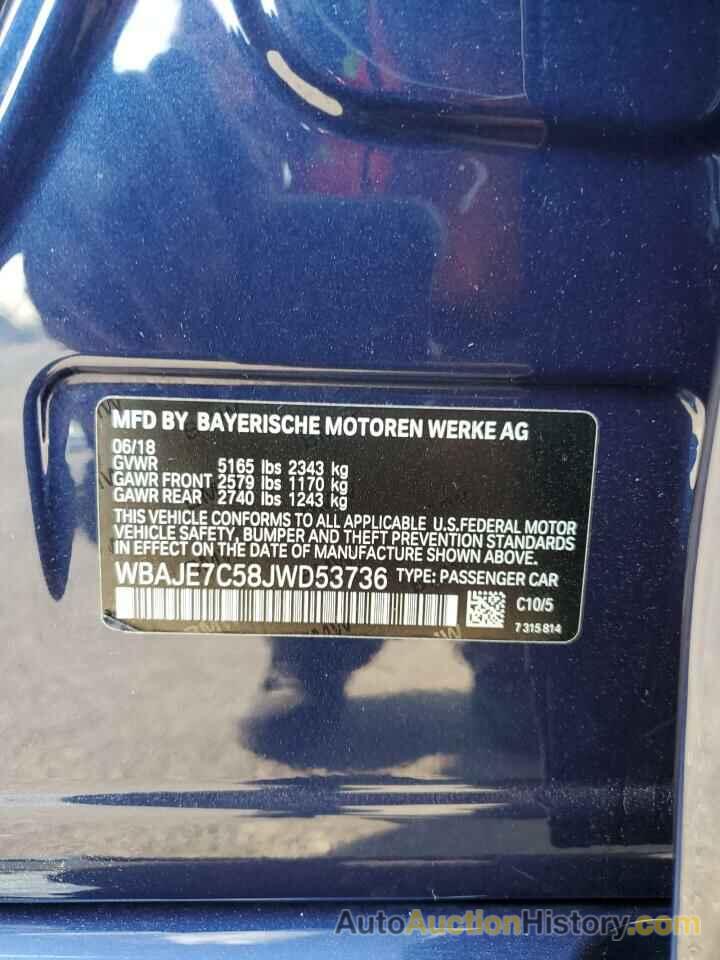 MFD BY BAYERISCHE MOTOREN WERKE AG
06/18
GVWR 5165 lbs 2343 kg
GAWR FRONT 2579 lbs 1170 kg
GAWR REAR 2740 lbs 1243 kg
THIS VEHICLE CONFORMS TO ALL APPLICABLE U.S.FEDERAL MOTOR
VEHICLE SAFETY, BUMPER AND THEFT PREVENTION STANDARDS
IN EFFECT ON THE DATE OF MANUFACTURE SHOWN ABOVE.
WBAJE7C58JWD53736 TYPE: PASSENGER CAR
C10/5
7 315 814
AutoAuctionHistory.com